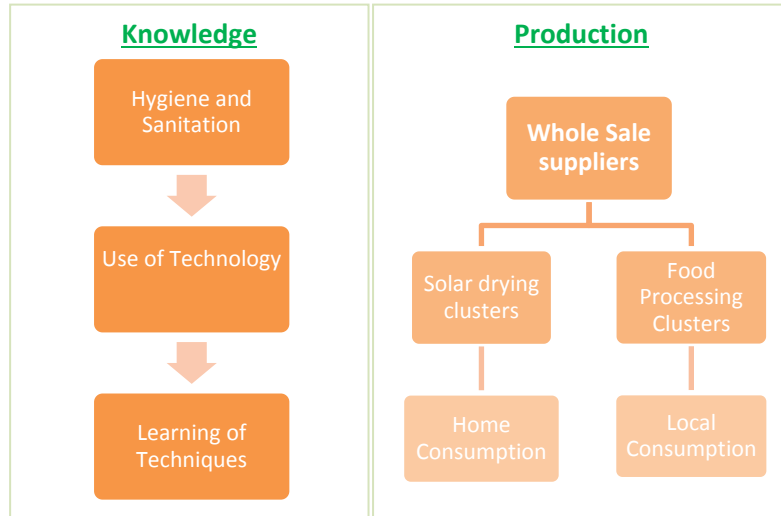 Knowledge
Hygiene and
Sanitation
Use of Technology
Learning of
Techniques
Production
Whole Sale
suppliers
Solar drying
clusters
Food
Processing
Clusters
Home
Consumption
Local
Consumption